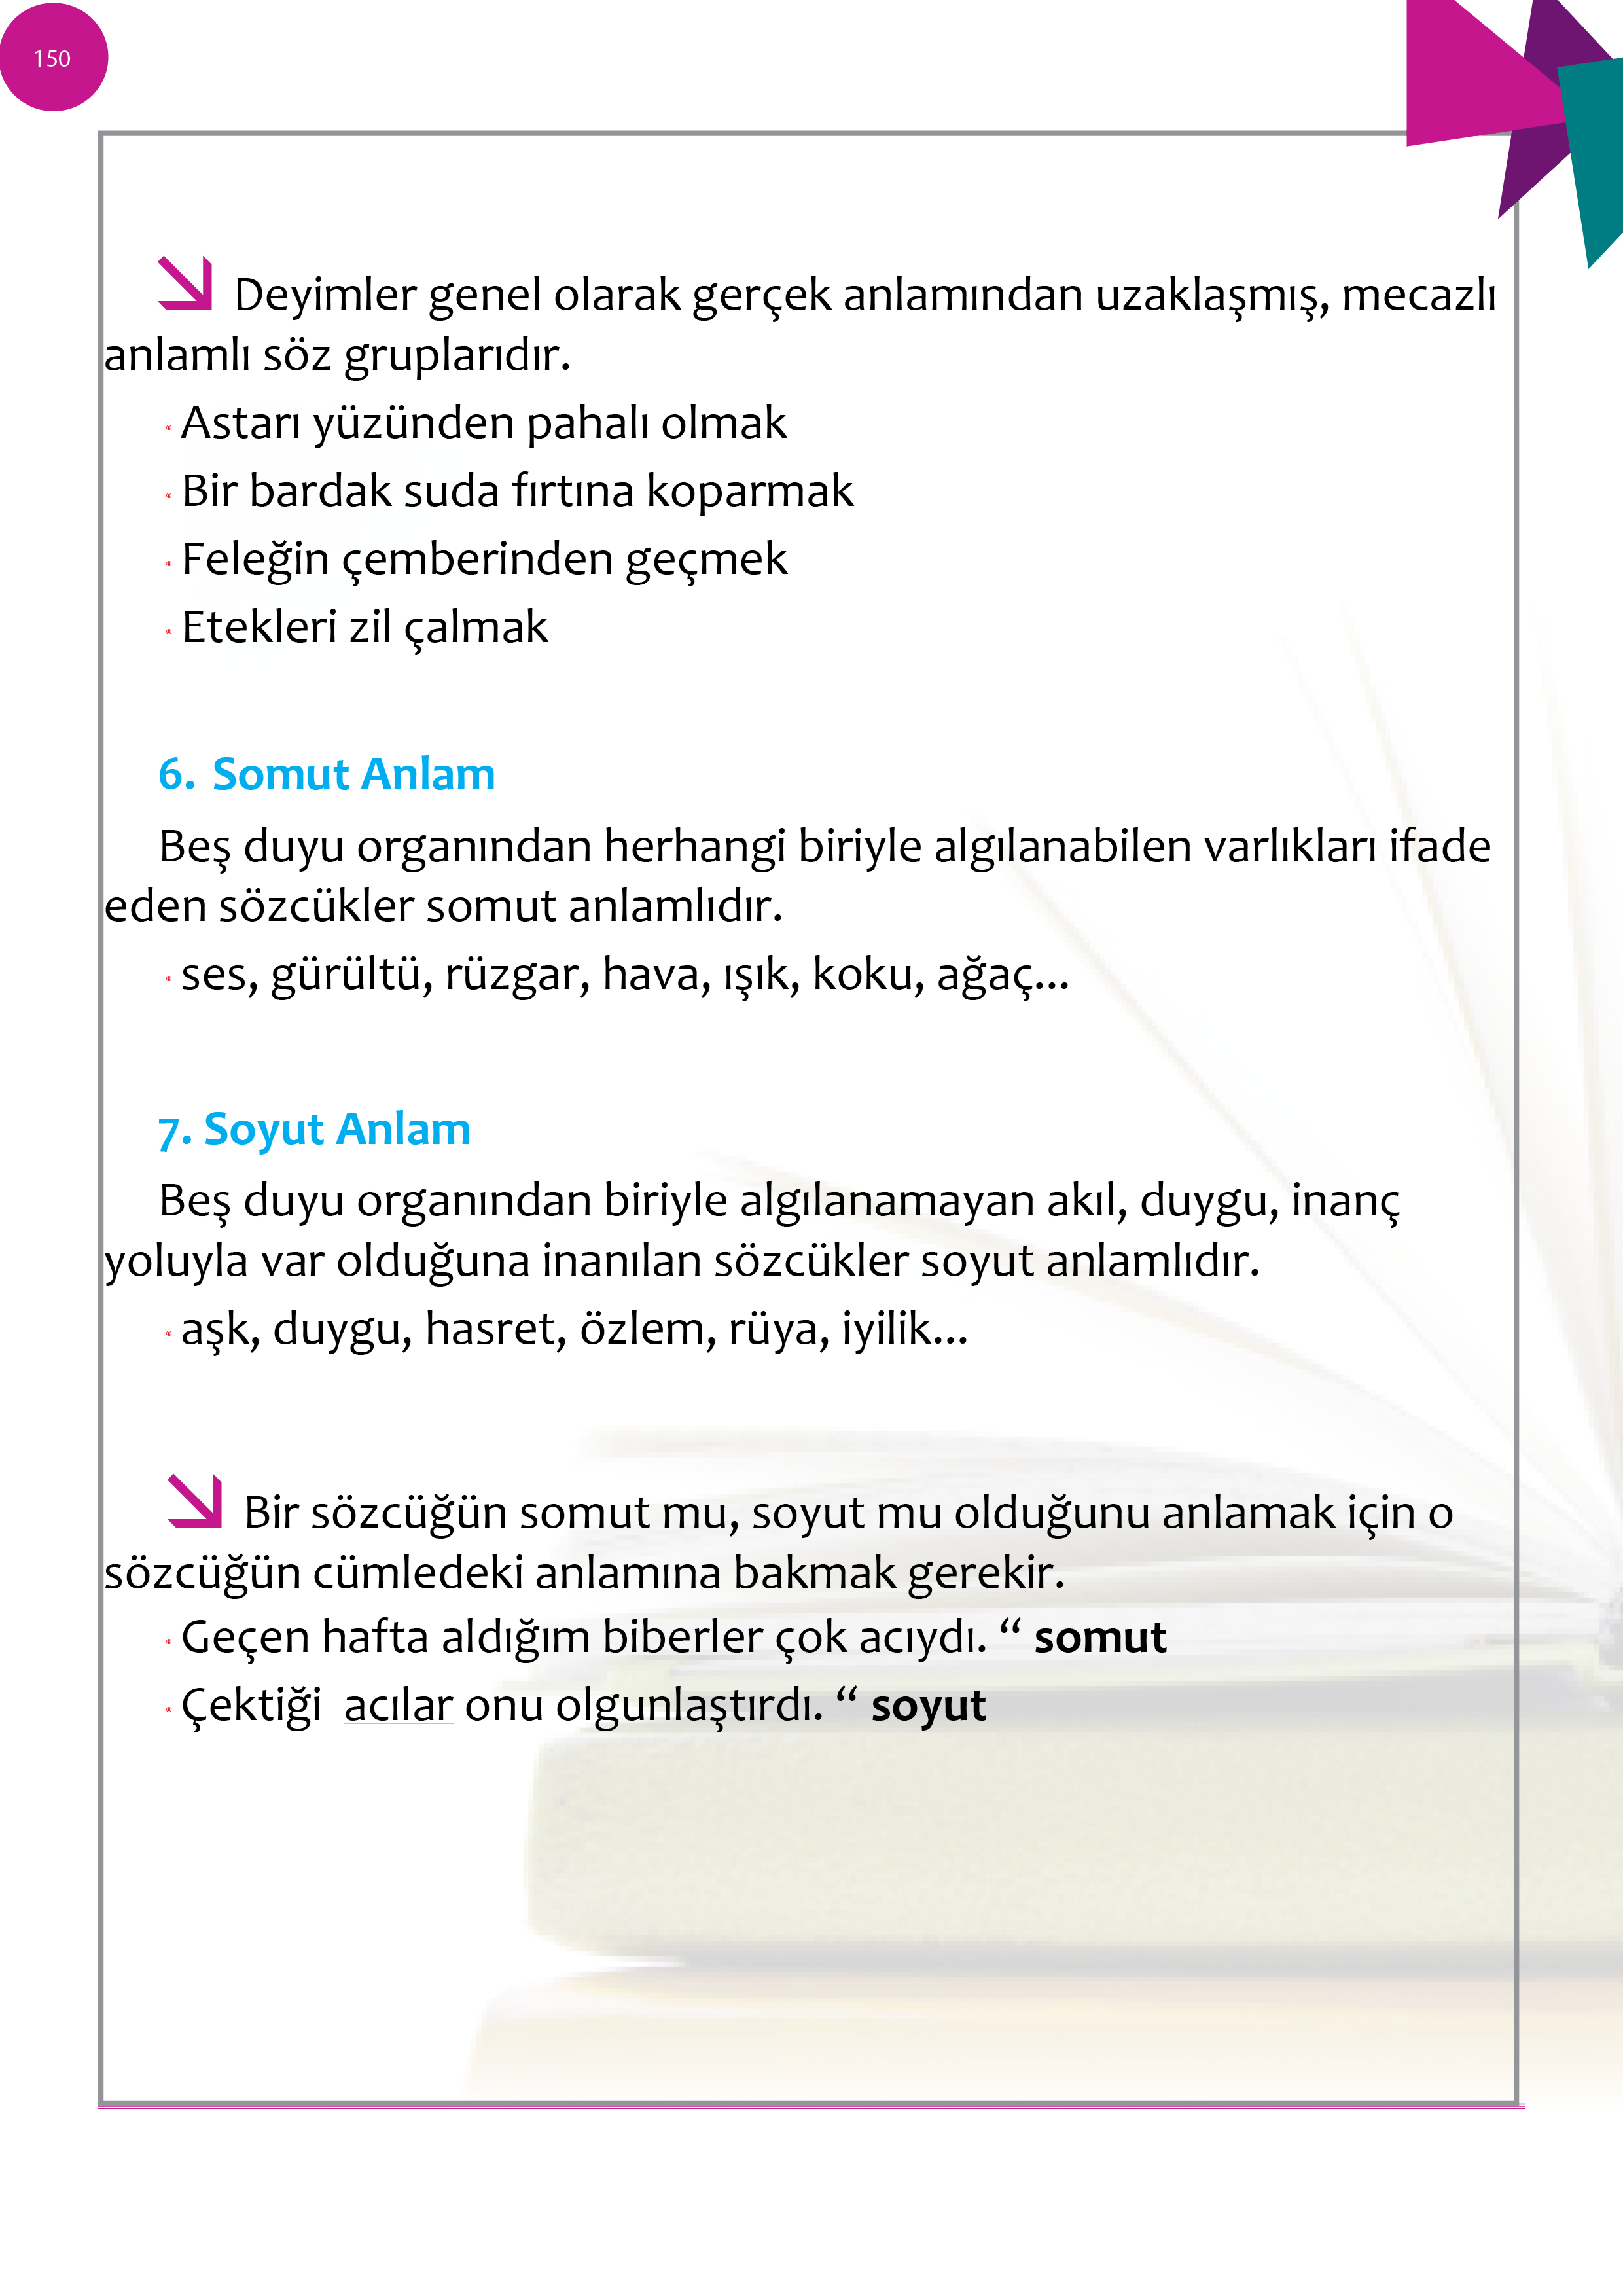 150
Deyimler genel olarak gerçek anlamından uzaklaşmış, mecazlı
anlamlı söz gruplarıdır.
Astarı yüzünden pahalı olmak
Bir bardak suda fırtına koparmak
Feleğin çemberinden geçmek
Etekleri zil çalmak
6. Somut Anlam
Beş duyu organından herhangi biriyle algılanabilen varlıkları ifade
eden sözcükler somut anlamlıdır.
ses, gürültü, rüzgar, hava, ışık, koku, ağaç...
7. Soyut Anlam
Beş duyu organından biriyle algılanamayan akıl, duygu, inanç
yoluyla var olduğuna inanılan sözcükler soyut anlamlıdır.
aşk, duygu, hasret, özlem, rüya, iyilik...
Bir sözcüğün somut mu, soyut mu olduğunu anlamak için o
sözcüğün cümledeki anlamına bakmak gerekir.
Geçen hafta aldığım biberler çok acıydı. “ somut
Çektiği acılar onu olgunlaştırdı. “ soyut